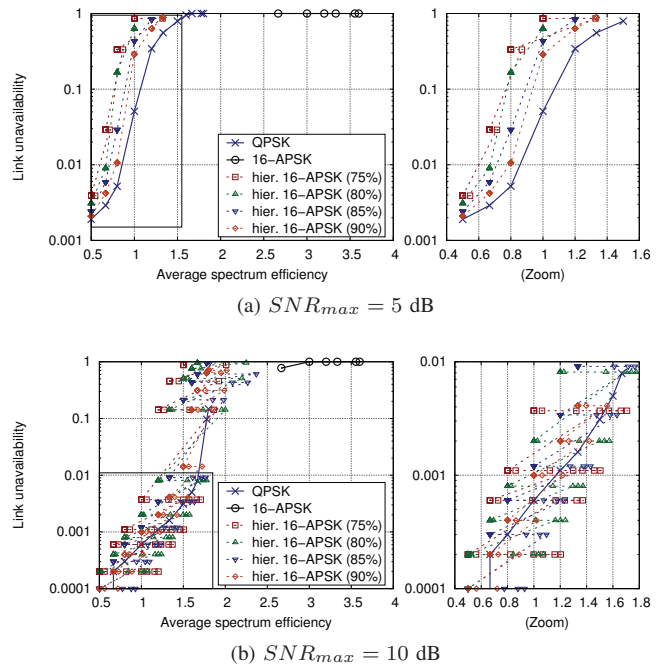 1
0.1
0.01
0.001
0.5 1 1.5 2 2.5 3 3.5 4
Link unavailability
Average spectrum efficiency
QPSK
16−APSK
hier. 16−APSK (75%)
hier. 16−APSK (80%)
hier. 16−APSK (85%)
hier. 16−APSK (90%)
1
0.1
0.01
0.001
0.4 0.6 0.8 1 1.2 1.4 1.6
Link unavailability
(Zoom)
(a) SNRmax = 5 dB
1
0.1
0.01
0.001
0.0001
0.5 1 1.5 2 2.5 3 3.5 4
Link unavailability
Average spectrum efficiency
QPSK
16−APSK
hier. 16−APSK (75%)
hier. 16−APSK (80%)
hier. 16−APSK (85%)
hier. 16−APSK (90%)
0.01
0.001
0.0001
0.4 0.6 0.8 1 1.2 1.4 1.6 1.8
Link unavailability
(Zoom)
(b) SNRmax = 10 dB